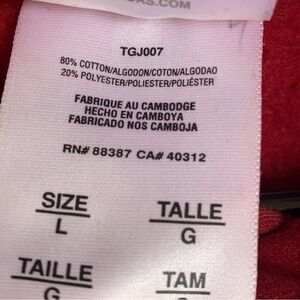 TGJ007
80% COTTON/ALGODON/COTON/ALGODAO
20% POLYESTER/POLIESTER/POLIÉSTER
FABRIQUE AU CAMBODGE
HECHO EN CAMBOYA
FABRICADO NOS CAMBOJA
RN# 88387 CA# 40312
SIZE
L
TALLE
G
TAILLE
G
TAM